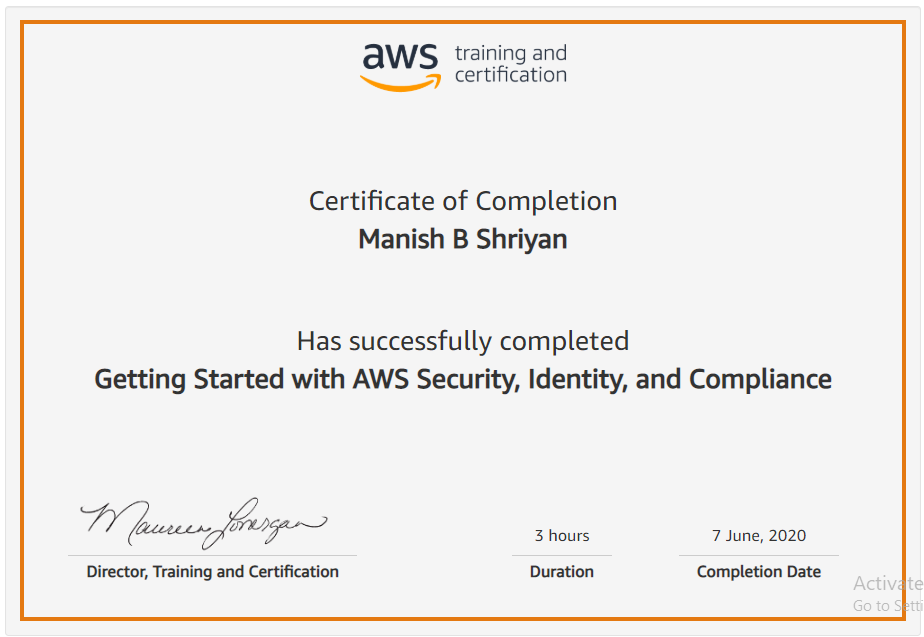 aws training and
certification
Certificate of Completion
Manish B Shriyan
Has successfully completed
Getting Started with AWS Security, Identity, and Compliance
Maureen Lonergan
3 hours
7 June, 2020
Director, Training and Certification
Duration
Completion Date
Activate
Go to Setti